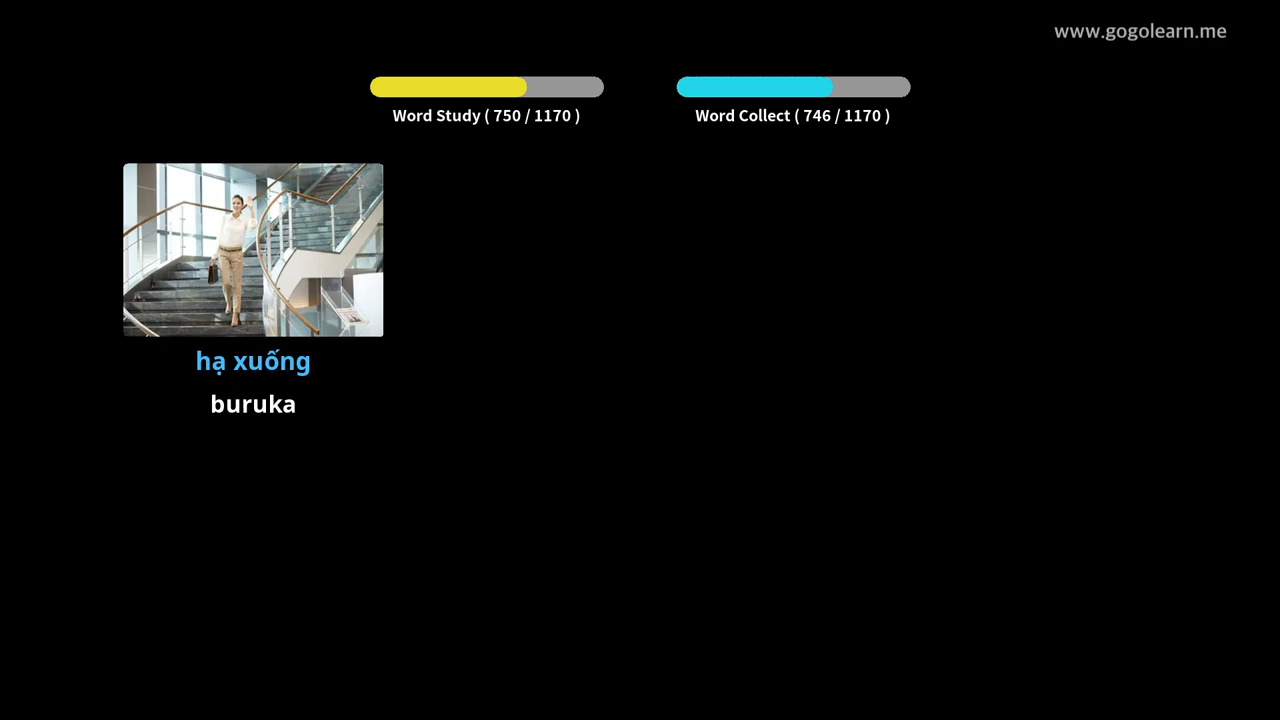 www.gogolearn.me
Word Study ( 750 / 1170 )
Word Collect ( 746 / 1170 )
hạ xuống
buruka